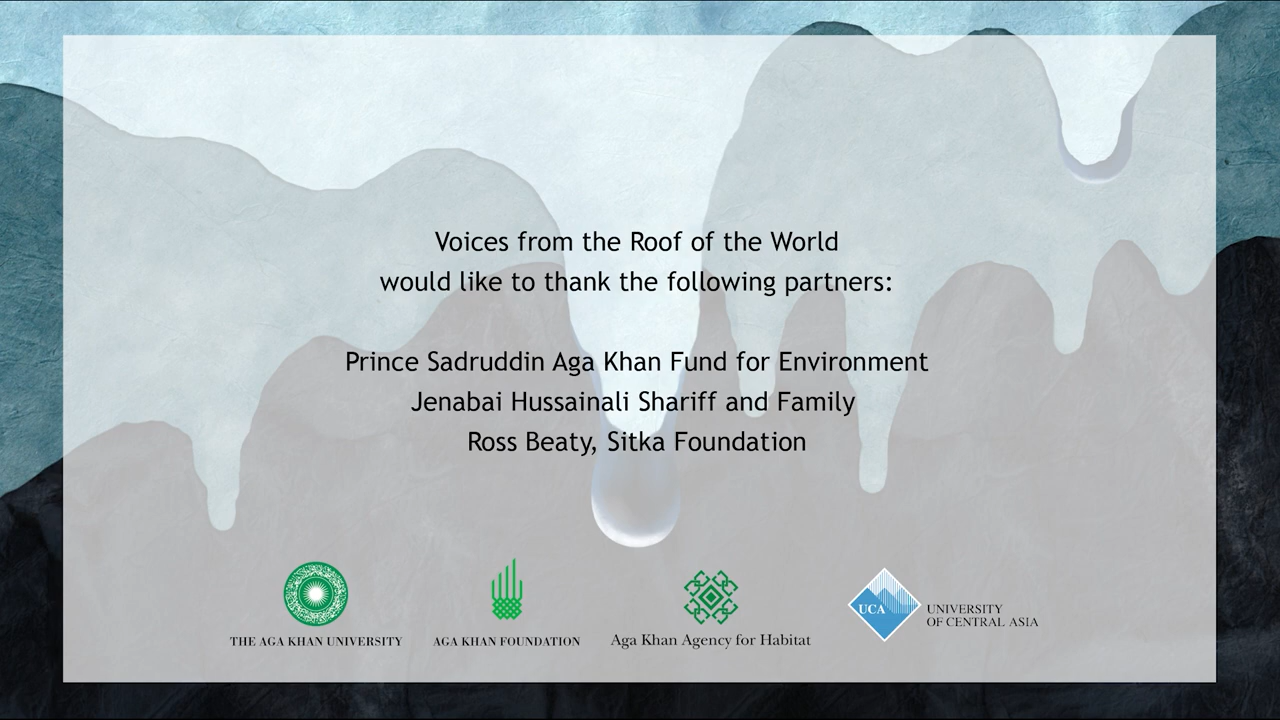 Voices from the Roof of the World
would like to thank the following partners:
Prince Sadruddin Aga Khan Fund for Environment
Jenabai Hussainali Shariff and Family
Ross Beaty, Sitka Foundation
THE AGA KHAN UNIVERSITY
AGA KHAN FOUNDATION
Aga Khan Agency for Habitat
UCA
UNIVERSITY
OF CENTRAL ASIA